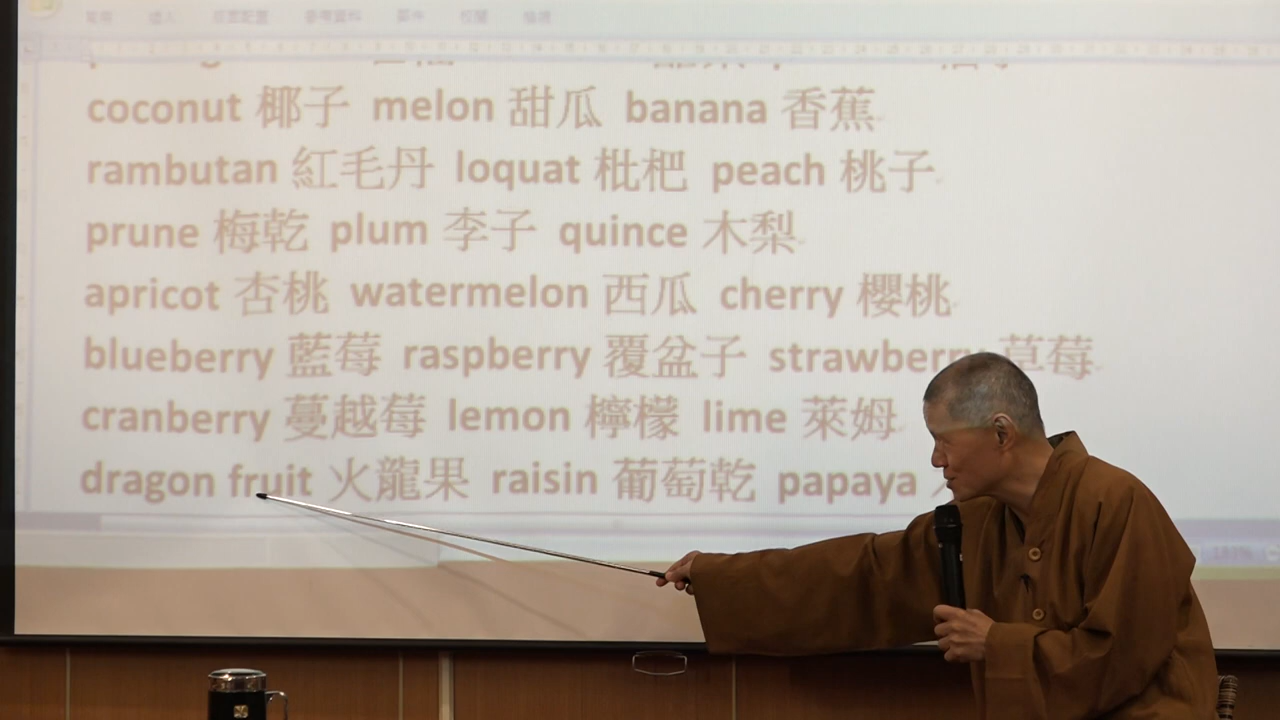 coconut 椰子 melon 甜瓜 banana 香蕉
rambutan 紅毛丹 loquat 枇杷 peach 桃子
prune 梅乾 plum 李子 quince 木梨
apricot 杏桃 watermelon 西瓜 cherry 櫻桃
blueberry 藍莓 raspberry 覆盆子 strawberry 草莓
cranberry 蔓越莓 lemon 檸檬 lime 萊姆
dragon fruit 火龍果 raisin 葡萄乾 papaya